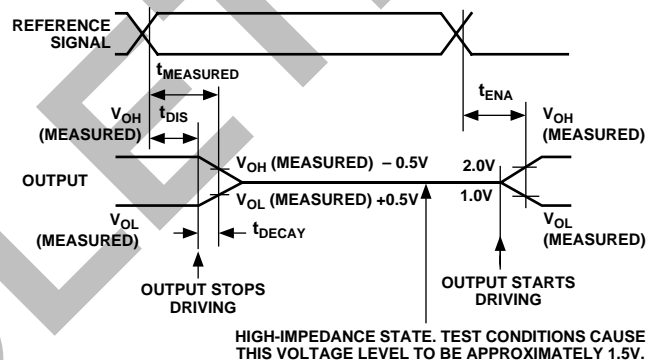 REFERENCE
SIGNAL
tMEASURED
tENA
VOH
(MEASURED)
tDIS
VOH
(MEASURED)
VOH (MEASURED) – 0.5V
2.0V
OUTPUT
VOL (MEASURED) +0.5V
1.0V
VOL
(MEASURED)
tDECAY
VOL
(MEASURED)
OUTPUT STOPS
DRIVING
OUTPUT STARTS
DRIVING
HIGH-IMPEDANCE STATE. TEST CONDITIONS CAUSE
THIS VOLTAGE LEVEL TO BE APPROXIMATELY 1.5V.